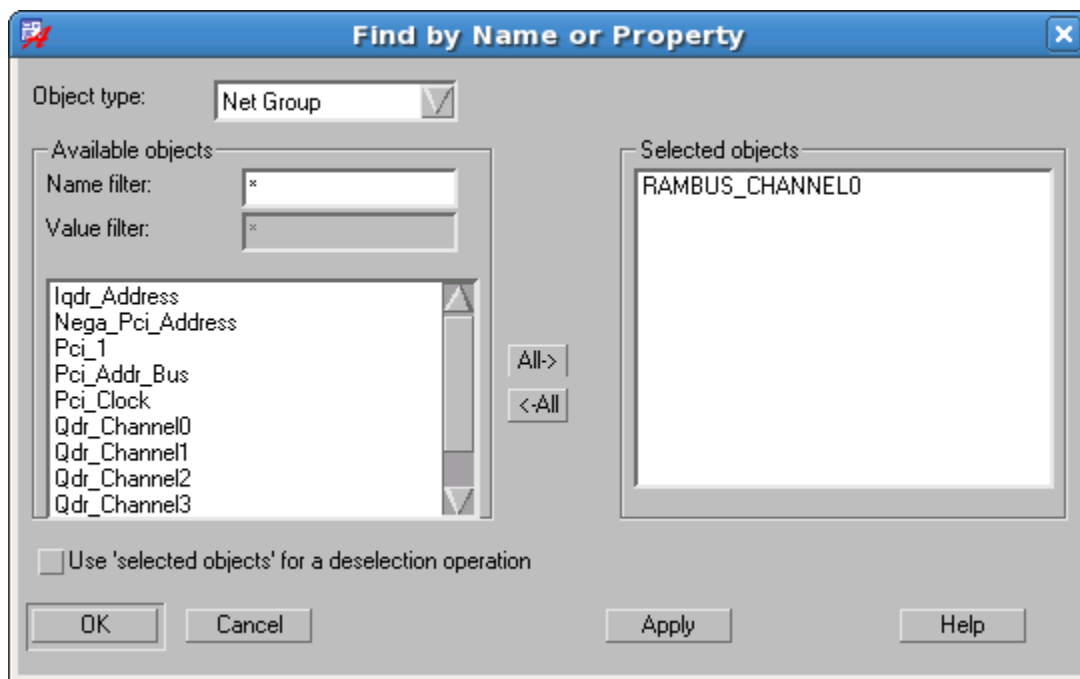 Find by Name or Property
Object type: Net Group
Available objects
Name filter: *
Value filter: *
Iqdr_Address
Nega_Pci_Address
Pci_1
Pci_Addr_Bus
Pci_Clock
Qdr_Channel0
Qdr_Channel1
Qdr_Channel2
Qdr_Channel3
All->
<-All
Selected objects
RAMBUS_CHANNEL0
Use 'selected objects' for a deselection operation
OK Cancel Apply Help